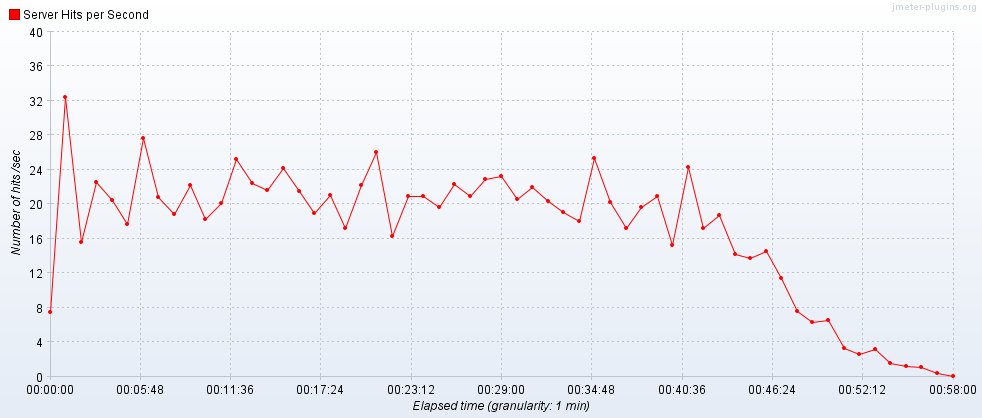 Server Hits per Second
jmeter-plugins.org
40
36
32
28
24
20
16
12
8
4
0
Number of hits /sec
00:00:00 00:05:48 00:11:36 00:17:24 00:23:12 00:29:00 00:34:48 00:40:36 00:46:24 00:52:12 00:58:00
Elapsed time (granularity: 1 min)